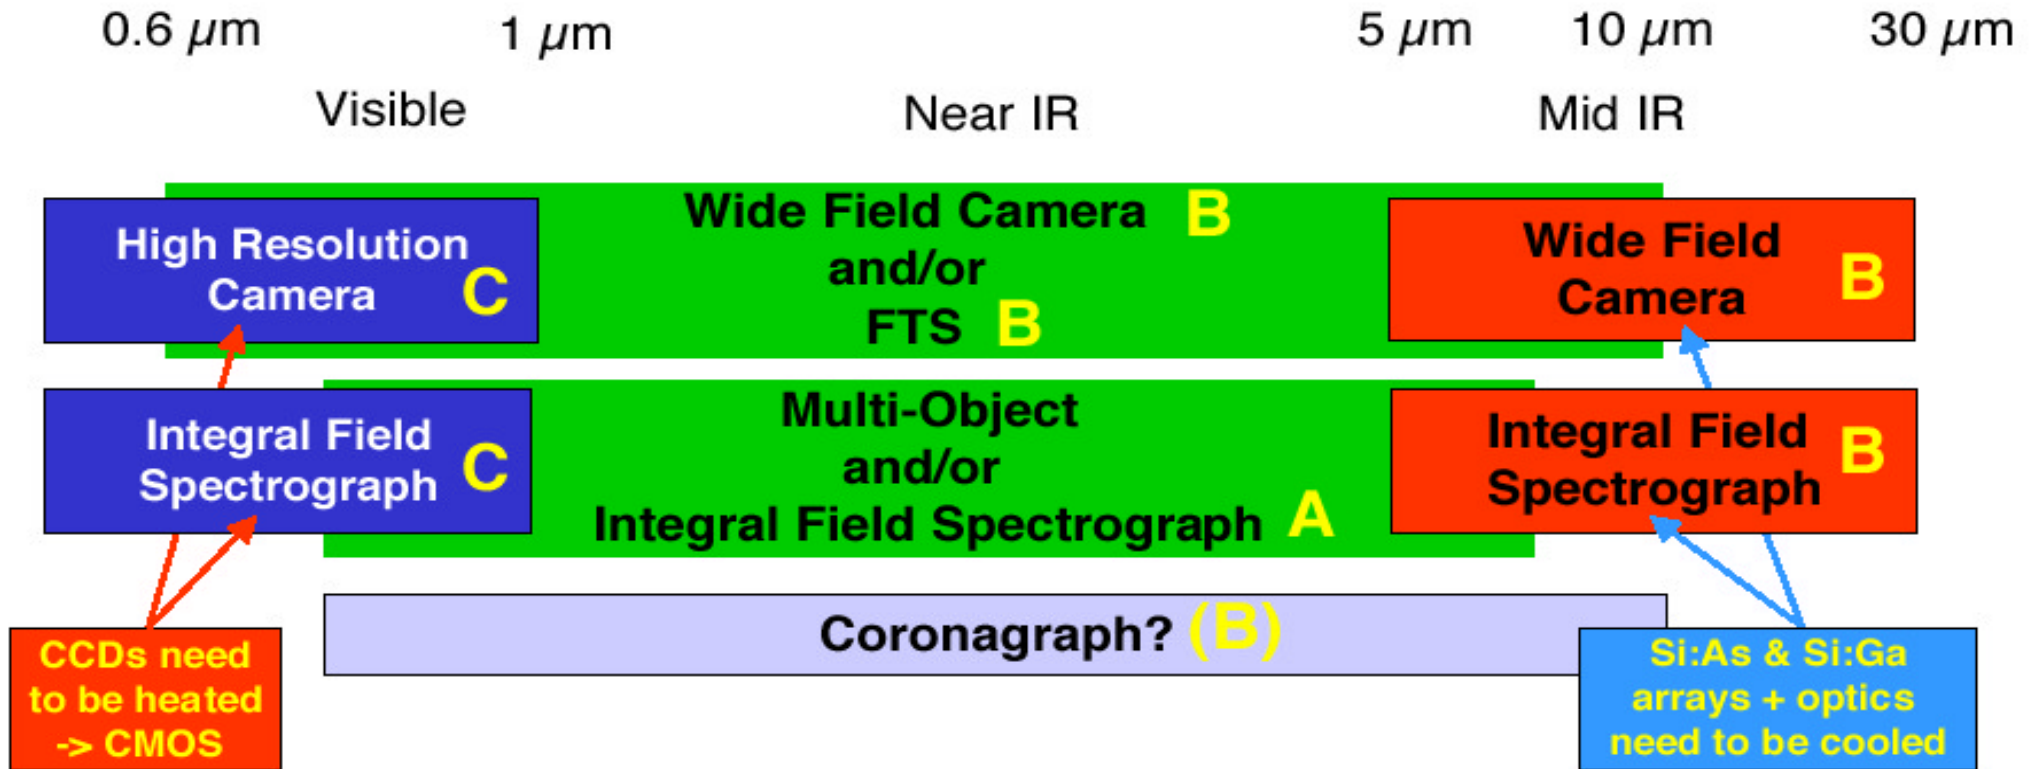 0.6 µm 1 µm 5 µm 10 µm 30 µm
Visible Near IR Mid IR
High Resolution
Camera C
Wide Field Camera B
and/or
FTS B
Wide Field
Camera B
Integral Field
Spectrograph C
Multi-Object
and/or
Integral Field Spectrograph A
Integral Field
Spectrograph B
Coronagraph? (B)
CCDs need
to be heated
-> CMOS
Si:As & Si:Ga
arrays + optics
need to be cooled